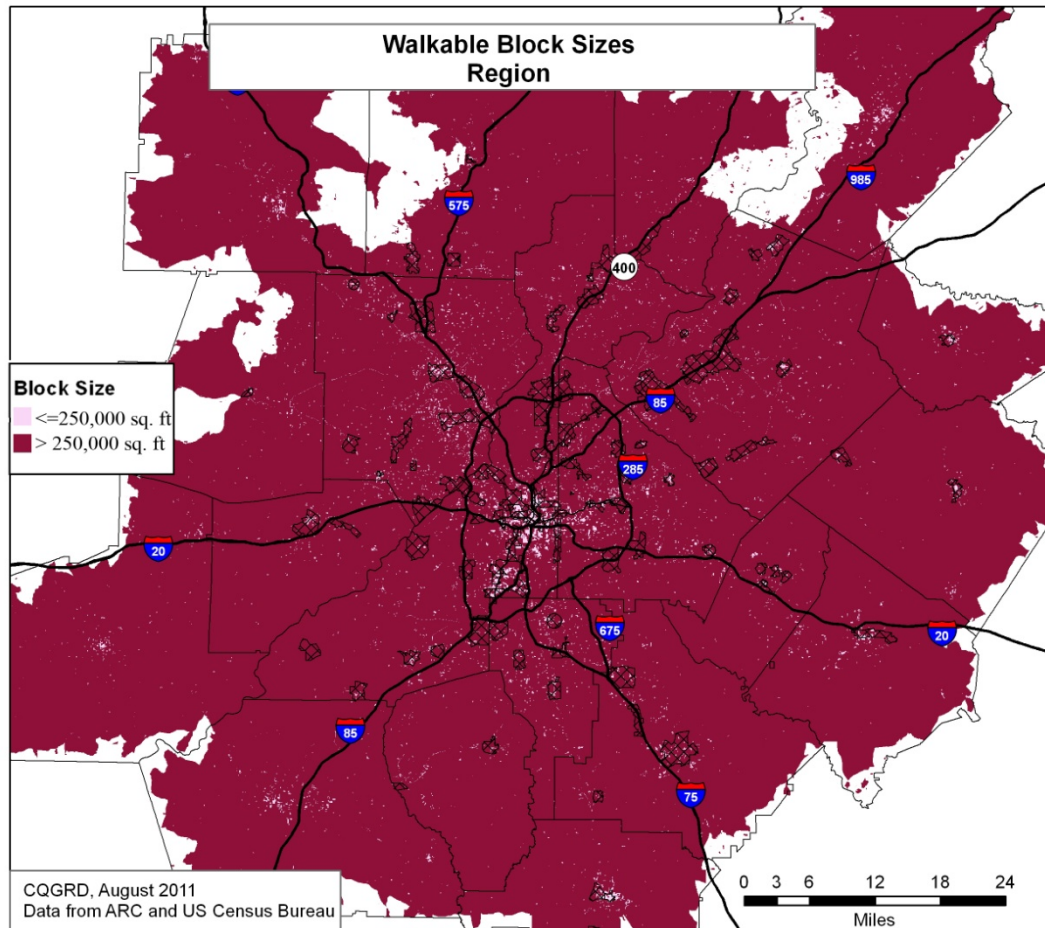 Walkable Block Sizes
Region
985
575
400
Block Size
<=250,000 sq. ft
> 250,000 sq. ft
85
285
20
675
20
85
75
CQGRD, August 2011
Data from ARC and US Census Bureau
0 3 6 12 18 24
Miles